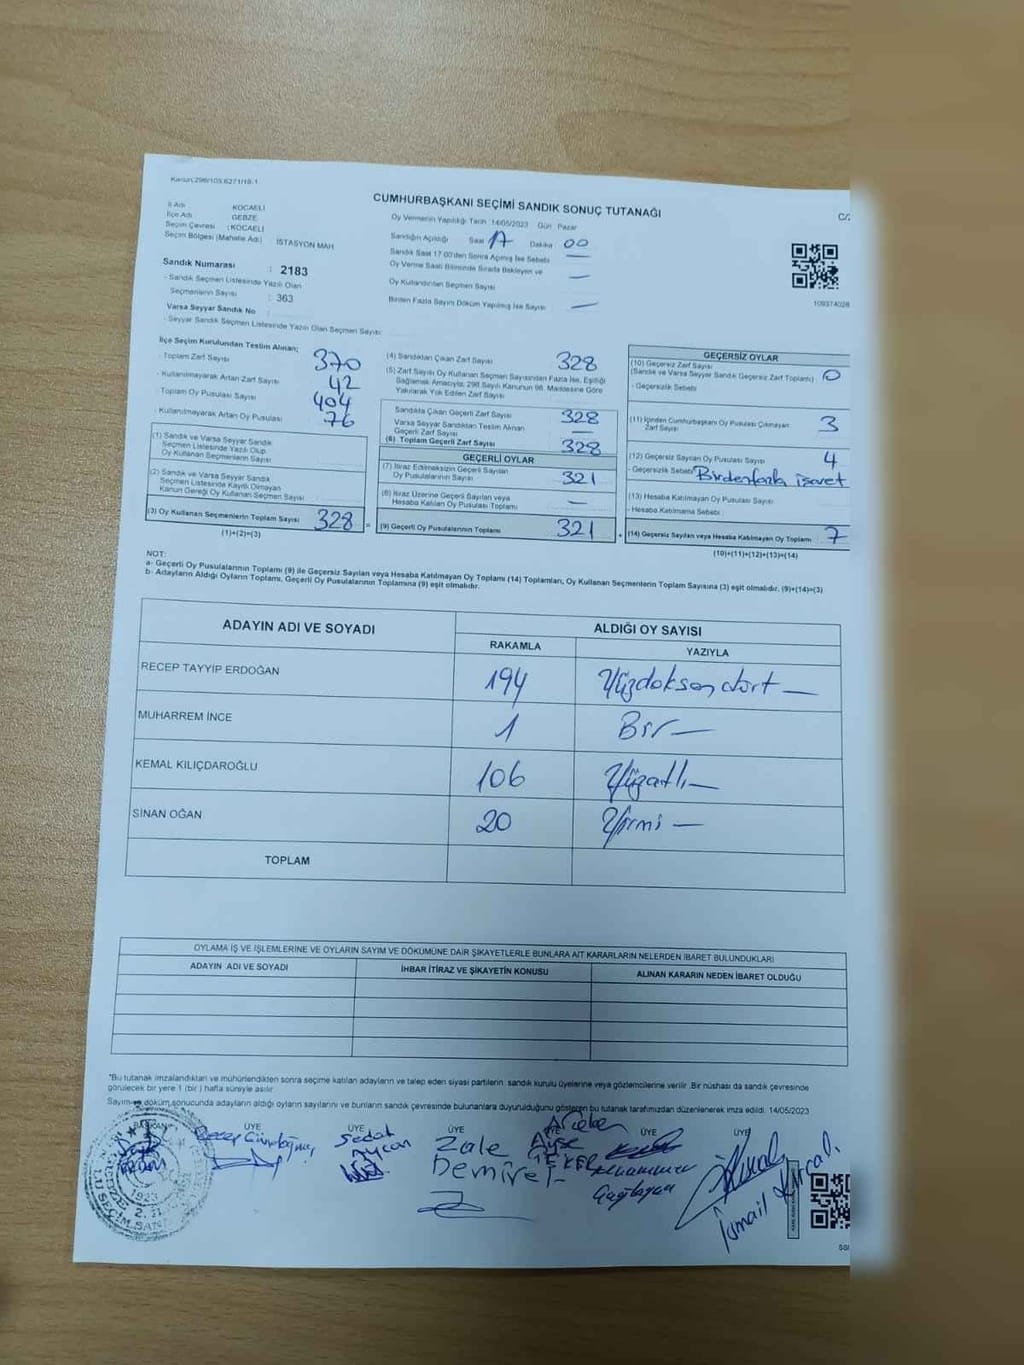 Kanun:298/105.6271/19-1
CUMHURBAŞKANI SEÇİMİ SANDIK SONUÇ TUTANAĞI
C/2
İl Adı KOCAELİ
İlçe Adı GEBZE
Seçim Çevresi : KOCAELİ
Seçim Bölgesi (Mahalle Adı) İSTASYON MAH
Sandık Numarası : 2183
- Sandık Seçmen Listesinde Yazılı Olan
Seçmenlerin Sayısı : 363
Varsa Seyyar Sandık No :
- Seyyar Sandık Seçmen Listesinde Yazılı Olan Seçmen Sayısı
Oy Vermenin Yapıldığı Tarih 14/05/2023 Gün Pazar
Sandığın Açıldığı Saat 17 Dakika 00
Sandık Saat 17:00'den Sonra Açmış İse Sebebi —
Oy Verme Saati Bitiminde Sırada Bekleyen ve
Oy Kullandırılan Seçmen Sayısı —
Birden Fazla Sayım Döküm Yapılmış İse Sayısı —
İlçe Seçim Kurulundan Teslim Alınan;
- Toplam Zarf Sayısı 370
- Kullanılmayarak Artan Zarf Sayısı 42
Toplam Oy Pusulası Sayısı 404
- Kullanılmayarak Artan Oy Pusulası 76
(1) Sandık ve Varsa Seyyar Sandık
Seçmen Listesinde Yazılı Olup
Oy Kullanan Seçmenlerin Sayısı
(2) Sandık ve Varsa Seyyar Sandık
Seçmen Listesinde Kayıtlı Olmayan
Kanun Gereği Oy Kullanan Seçmen Sayısı
(3) Oy Kullanan Seçmenlerin Toplam Sayısı 328
(1)+(2)=(3)
(4) Sandıktan Çıkan Zarf Sayısı 328
(5) Zarf Sayısı Oy Kullanan Seçmen Sayısından Fazla İse, Eşitliği
Sağlamak Amacıyla; 298 Sayılı Kanunun 98. Maddesine Göre
Yakılarak Yok Edilen Zarf Sayısı
Sandıkta Çıkan Geçerli Zarf Sayısı 328
Varsa Seyyar Sandıktan Teslim Alınan
Geçerli Zarf Sayısı —
(6) Toplam Geçerli Zarf Sayısı 328
GEÇERLİ OYLAR
(7) İtiraz Edilmeksizin Geçerli Sayılan
Oy Pusulalarının Sayısı 321
(8) İtiraz Üzerine Geçerli Sayılan veya
Hesaba Katılan Oy Pusulası Toplamı —
= (9) Geçerli Oy Pusulalarının Toplamı 321
GEÇERSİZ OYLAR
(10) Geçersiz Zarf Sayısı
(Sandık ve Varsa Seyyar Sandık Geçersiz Zarf Toplamı) 0
- Geçersizlik Sebebi
(11) İçinden Cumhurbaşkanı Oy Pusulası Çıkmayan
Zarf Sayısı 3
(12) Geçersiz Sayılan Oy Pusulası Sayısı 4
- Geçersizlik Sebebi Birdenfazla işaret
(13) Hesaba Katılmayan Oy Pusulası Sayısı
- Hesaba Katılmama Sebebi :
+ (14) Geçersiz Sayılan veya Hesaba Katılmayan Oy Toplamı 7
(10)+(11)+(12)+(13)=(14)
NOT:
a- Geçerli Oy Pusulalarının Toplamı (9) ile Geçersiz Sayılan veya Hesaba Katılmayan Oy Toplamı (14) Toplamları, Oy Kullanan Seçmenlerin Toplam Sayısına (3) eşit olmalıdır. (9)+(14)=(3)
b- Adayların Aldığı Oyların Toplamı, Geçerli Oy Pusulalarının Toplamına (9) eşit olmalıdır.
ADAYIN ADI VE SOYADI ALDIĞI OY SAYISI
RAKAMLA YAZIYLA
RECEP TAYYİP ERDOĞAN 194 Yüzdoksan dört —
MUHARREM İNCE 1 Bir —
KEMAL KILIÇDAROĞLU 106 Yüzaltı —
SİNAN OĞAN 20 Yirmi —
TOPLAM
OYLAMA İŞ VE İŞLEMLERİNE VE OYLARIN SAYIM VE DÖKÜMÜNE DAİR ŞİKAYETLERLE BUNLARA AİT KARARLARIN NELERDEN İBARET BULUNDUKLARI
ADAYIN ADI VE SOYADI İHBAR İTİRAZ VE ŞİKAYETİN KONUSU ALINAN KARARIN NEDEN İBARET OLDUĞU
"Bu tutanak imzalandıktan ve mühürlendikten sonra seçime katılan adayların ve talep eden siyasi partilerin sandık kurulu üyelerine veya gözlemcilerine verilir. Bir nüshası da sandık çevresinde
görülecek bir yere 1 (bir) hafta süreyle asılır
Sayım ve döküm sonucunda adayların aldığı oyların sayılarını ve bunların sandık çevresinde bulunanlara duyurulduğunu gösteren bu tutanak tarafımızdan düzenlenerek imza edildi. 14/05/2023
BAŞKAN ÜYE ÜYE ÜYE ÜYE ÜYE
Recep Gündoğmuş
Sedat
Aycan
Zale
Demirel
Ayşe
İsmail Kıral
1923